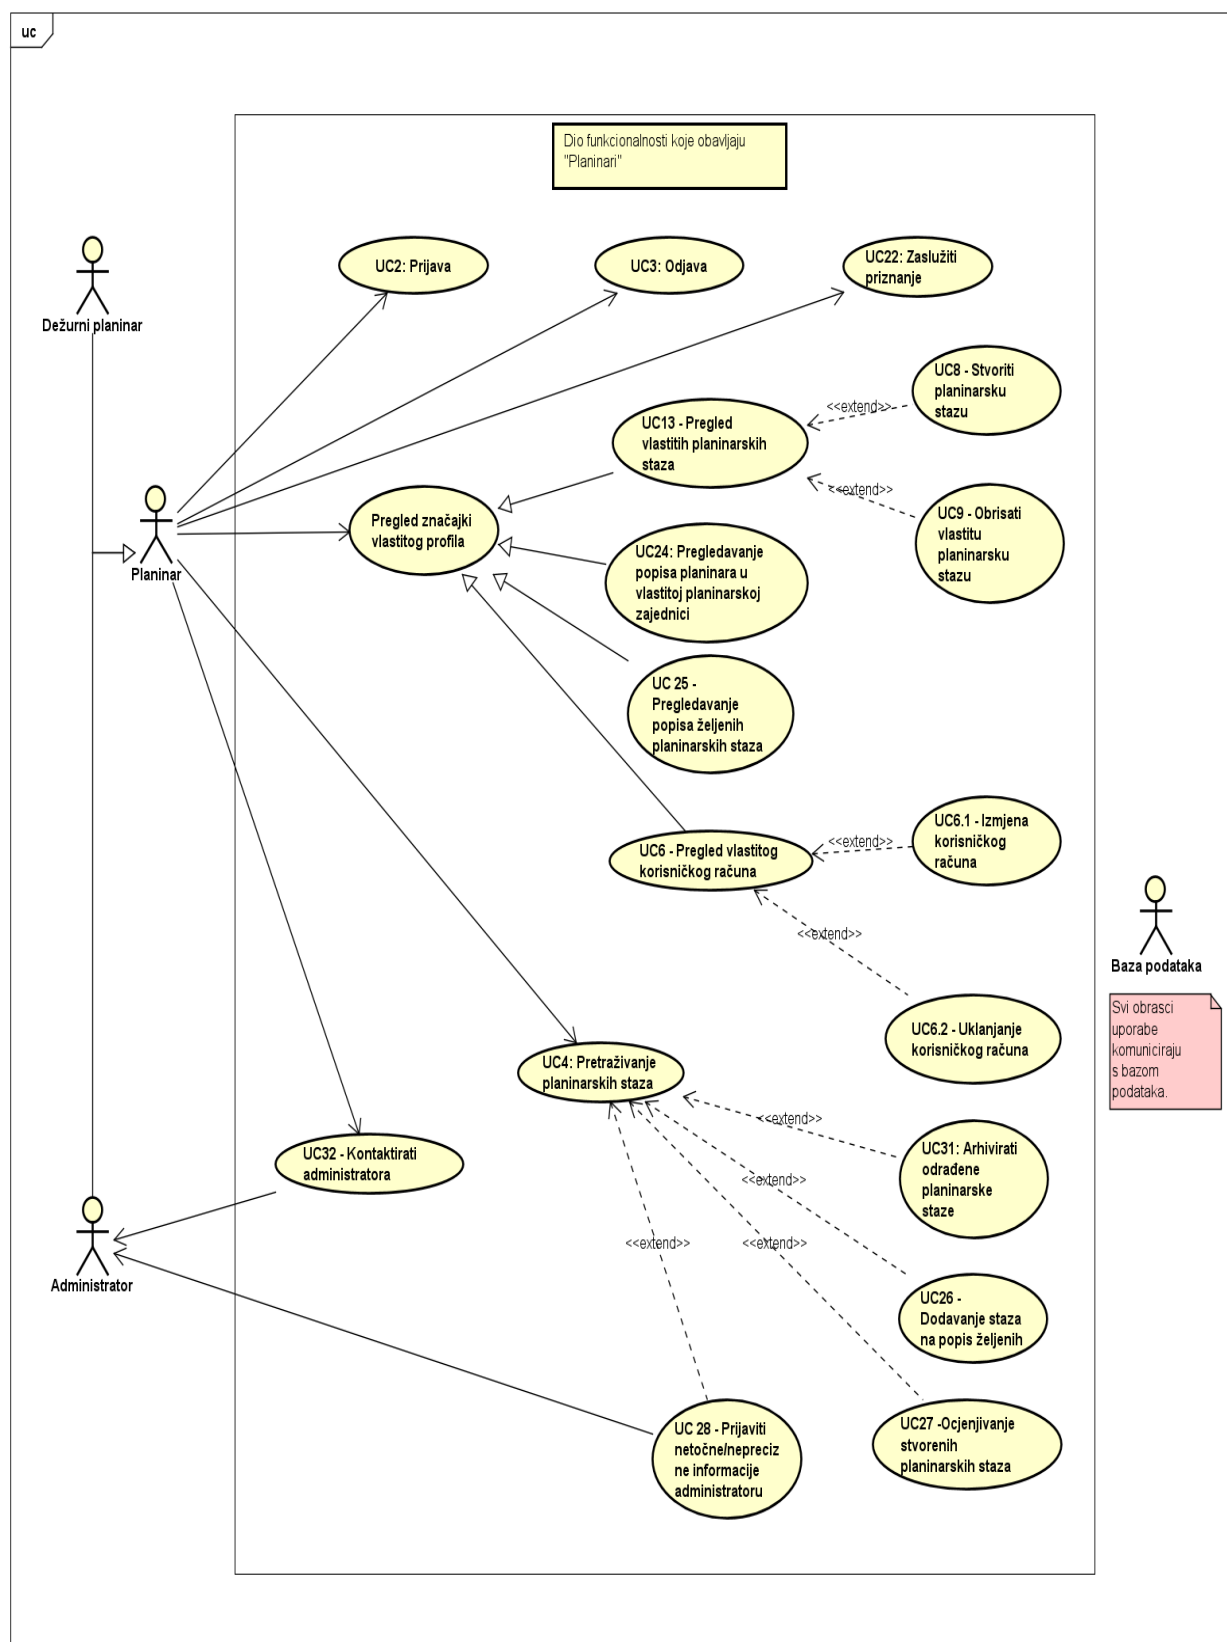 uc
Dio funkcionalnosti koje obavljaju
"Planinari"
UC2: Prijava
UC3: Odjava
UC22: Zaslužiti
priznanje
Dežurni planinar
UC8 - Stvoriti
planinarsku
stazu
<<extend>>
UC13 - Pregled
vlastitih planinarskih
staza
<<extend>>
UC9 - Obrisati
vlastitu
planinarsku
stazu
Pregled značajki
vlastitog profila
Planinar
UC24: Pregledavanje
popisa planinara u
vlastitoj planinarskoj
zajednici
UC 25 -
Pregledavanje
popisa željenih
planinarskih staza
UC6 - Pregled vlastitog
korisničkog računa
<<extend>>
UC6.1 - Izmjena
korisničkog
računa
<<extend>>
Baza podataka
Svi obrasci
uporabe
komuniciraju
s bazom
podataka.
UC6.2 - Uklanjanje
korisničkog računa
UC4: Pretraživanje
planinarskih staza
<<extend>>
UC31: Arhivirati
odrađene
planinarske
staze
UC32 - Kontaktirati
administratora
<<extend>>
<<extend>>
<<extend>>
Administrator
UC26 -
Dodavanje staza
na popis željenih
UC 28 - Prijaviti
netočne/nepreciz
ne informacije
administratoru
UC27 -Ocjenjivanje
stvorenih
planinarskih staza